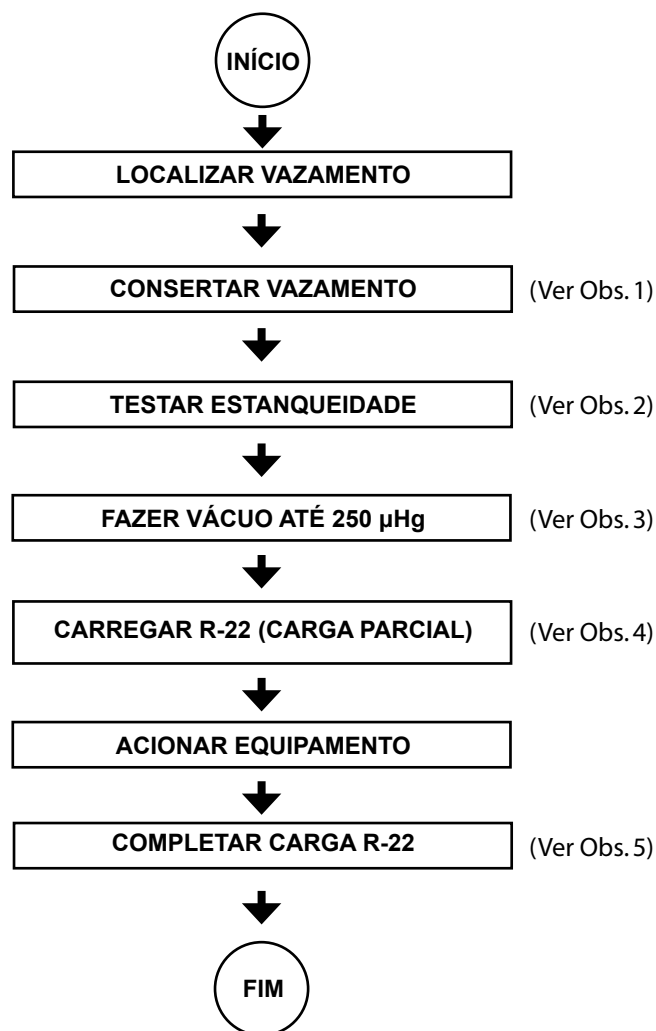 INÍCIO
LOCALIZAR VAZAMENTO
CONSERTAR VAZAMENTO (Ver Obs. 1)
TESTAR ESTANQUEIDADE (Ver Obs. 2)
FAZER VÁCUO ATÉ 250 µHg (Ver Obs. 3)
CARREGAR R-22 (CARGA PARCIAL) (Ver Obs. 4)
ACIONAR EQUIPAMENTO
COMPLETAR CARGA R-22 (Ver Obs. 5)
FIM